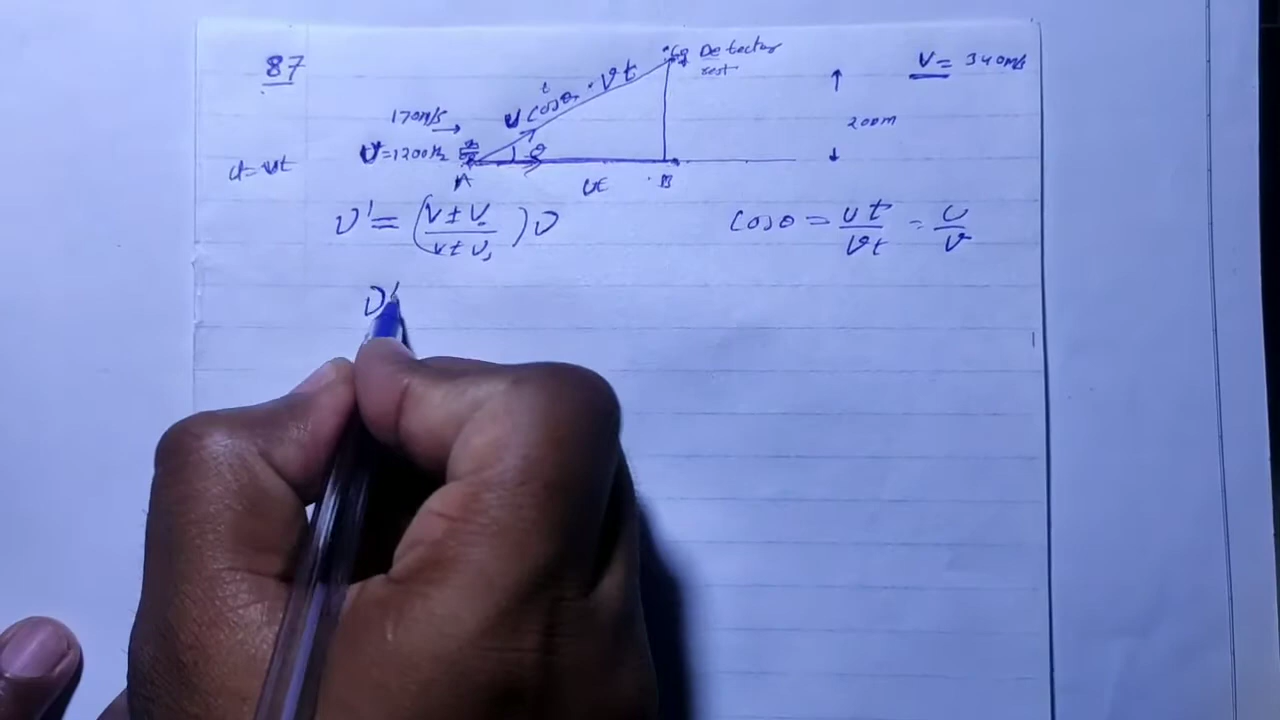 87
Detector
rest
V = 340m/s
u cosθ · vt
170m/s
200m
υ=1200Hz
d = vt
θ
A
ut
B
υ' = (V ± V₀ / V ± Vₛ) υ
cosθ = ut / vt = u / v
υ'